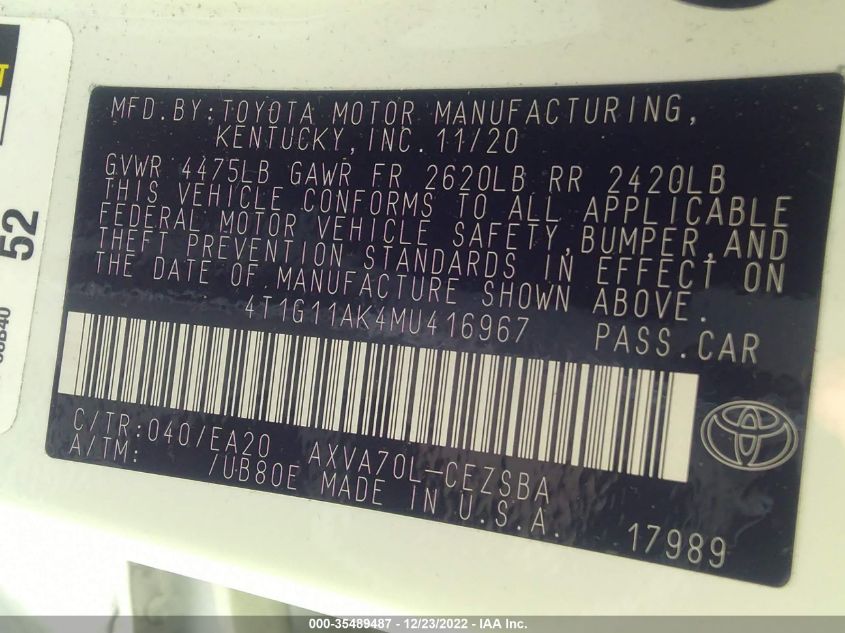 MFD.BY:TOYOTA MOTOR MANUFACTURING,
KENTUCKY,INC. 11/20
GVWR 4475LB GAWR FR 2620LB RR 2420LB
THIS VEHICLE CONFORMS TO ALL APPLICABLE
FEDERAL MOTOR VEHICLE SAFETY,BUMPER,AND
THEFT PREVENTION STANDARDS IN EFFECT ON
THE DATE OF MANUFACTURE SHOWN ABOVE.
4T1G11AK4MU416967 PASS.CAR
C/TR:040/EA20 AXVA70L-CEZSBA
A/TM: /UB80E MADE IN U.S.A.
17989
52
000-35489487 - 12/23/2022 - IAA Inc.